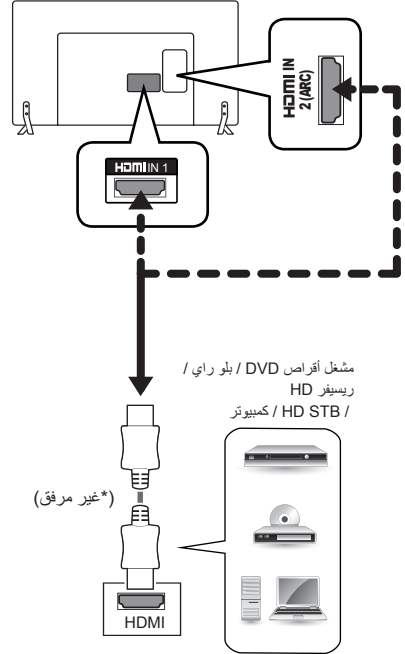 HDMI IN
2 (ARC)
HDMI IN 1
مشغل أقراص DVD / بلو راي /
ريسيفر HD
/ HD STB / كمبيوتر
(*غير مرفق)
HDMI